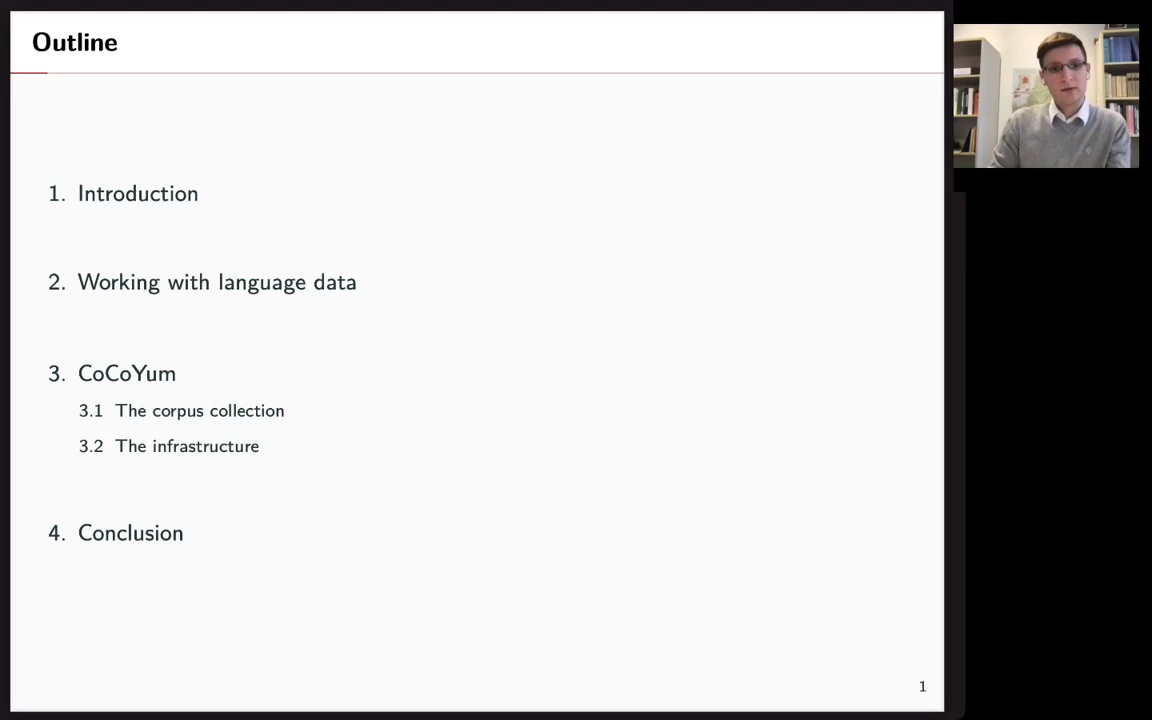 Outline
1. Introduction
2. Working with language data
3. CoCoYum
3.1 The corpus collection
3.2 The infrastructure
4. Conclusion
1